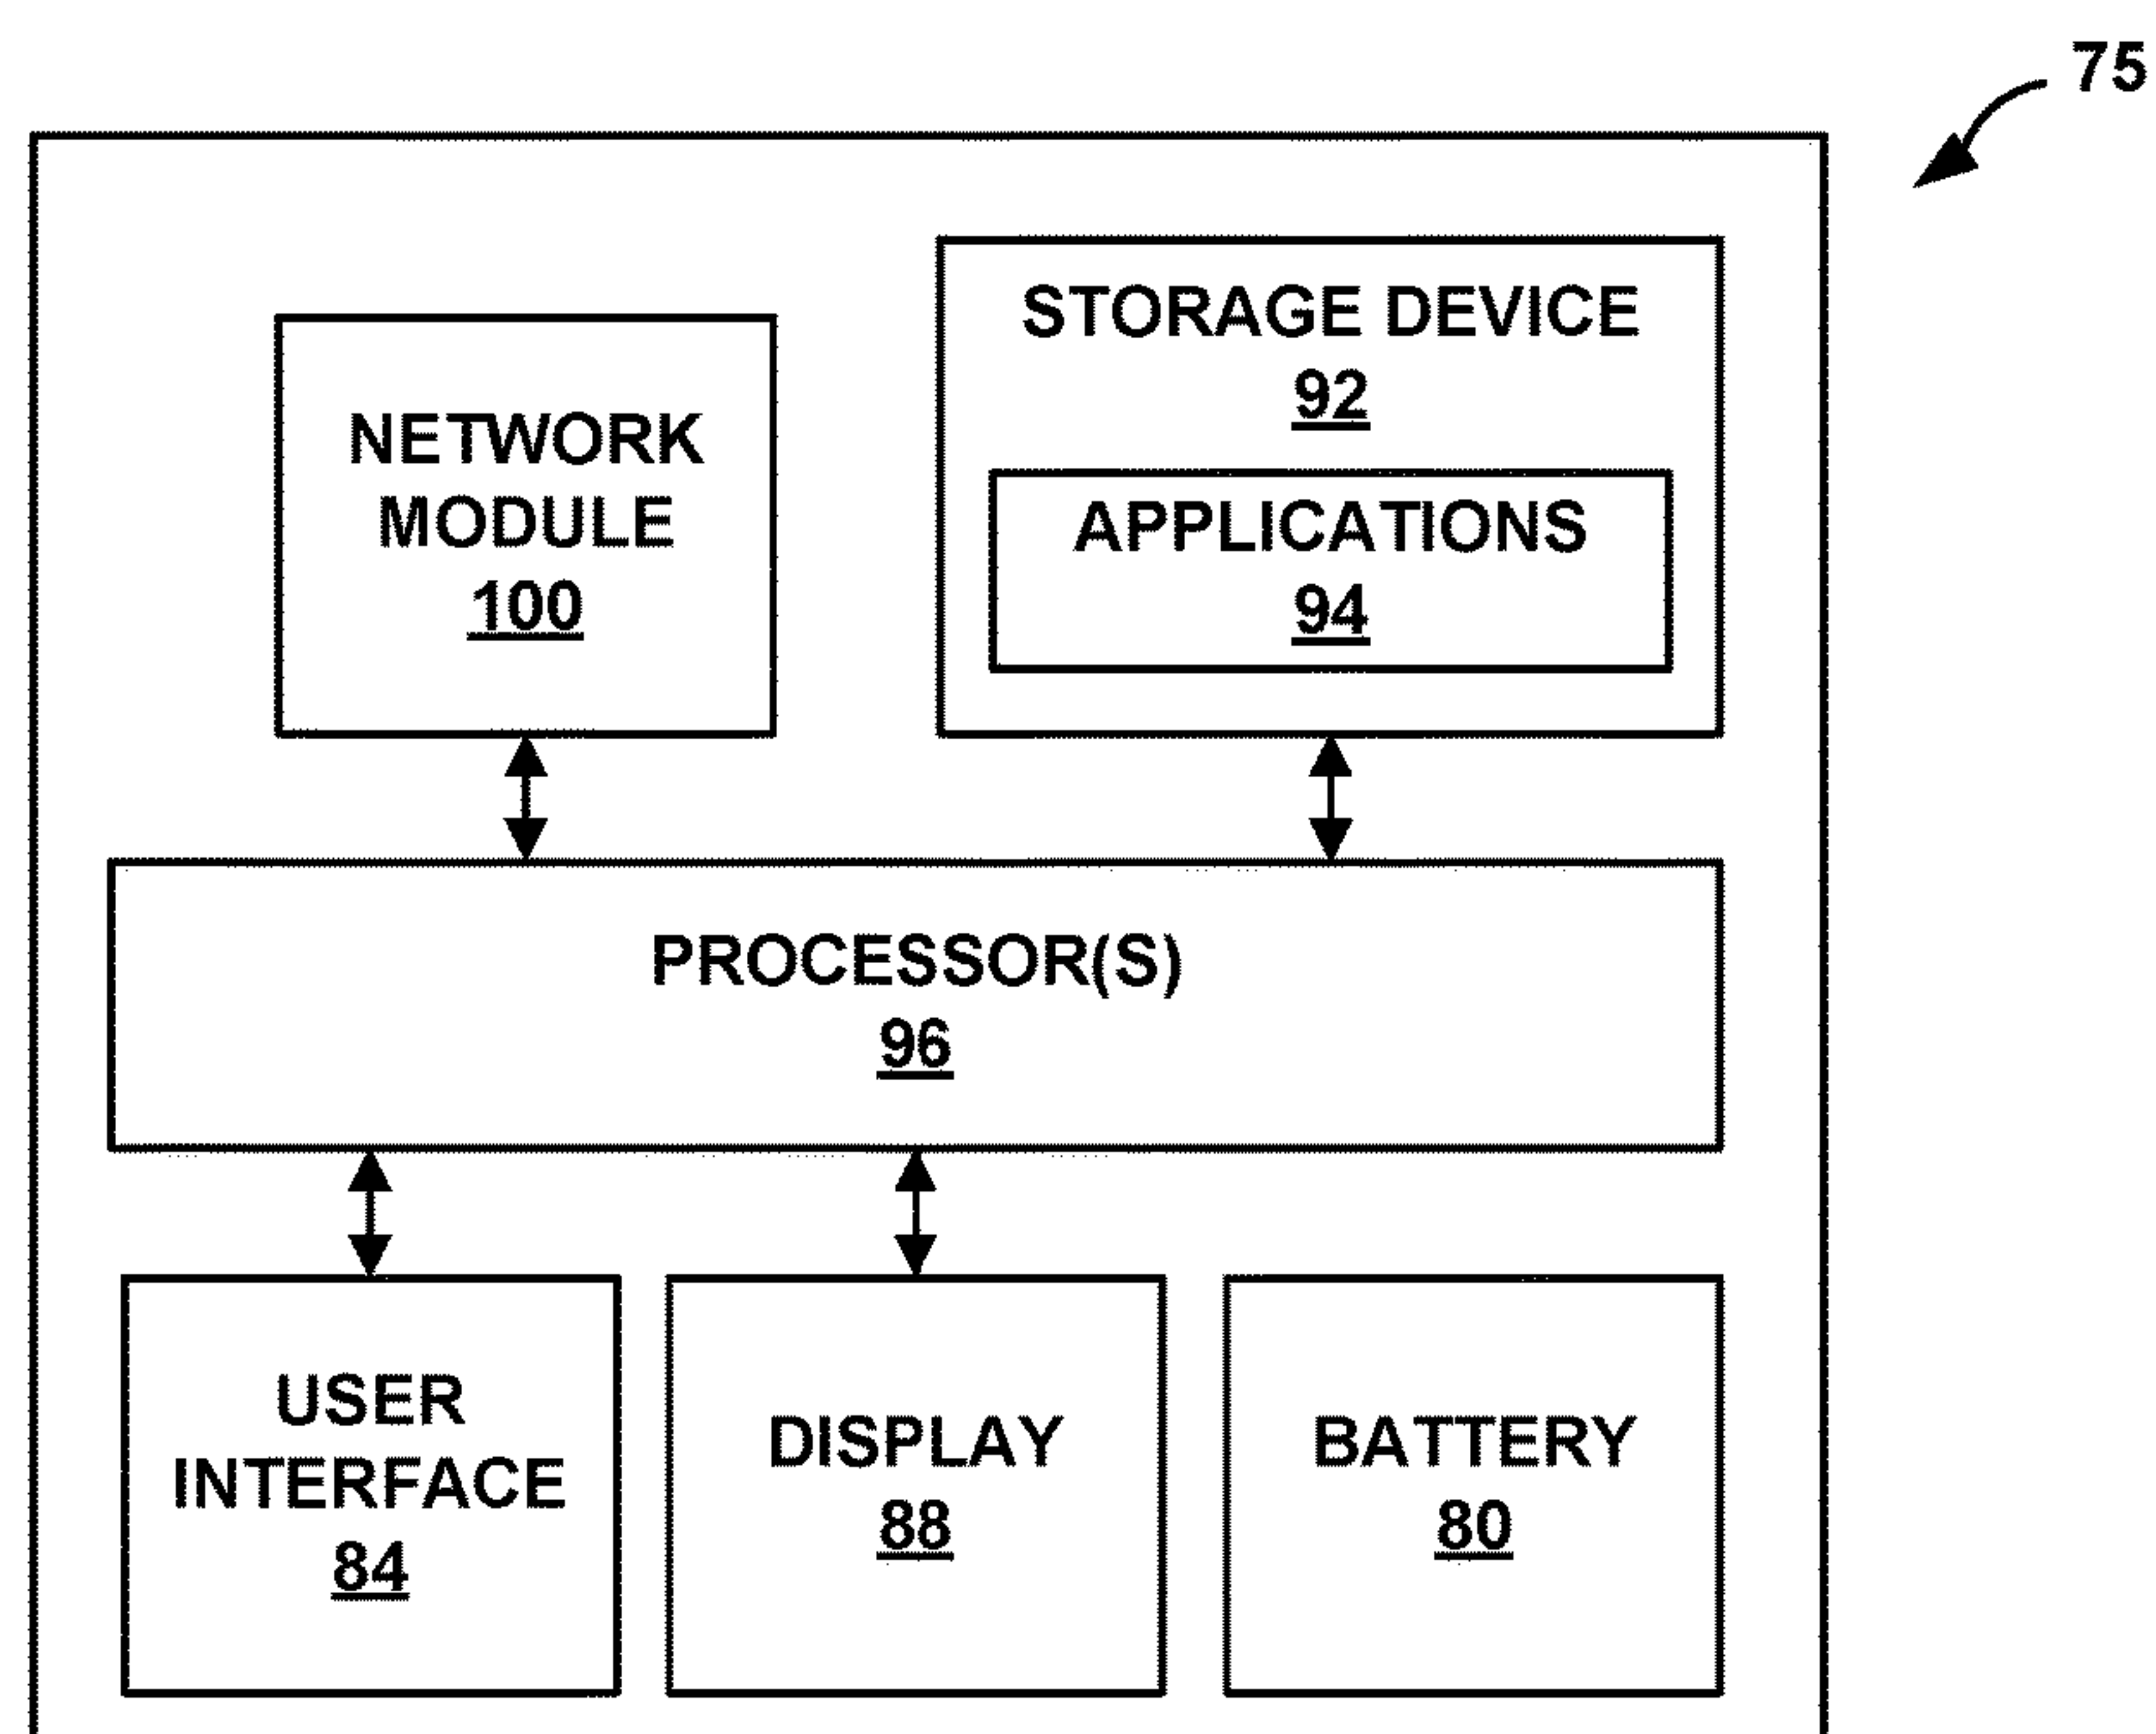 75
STORAGE DEVICE
92
NETWORK
MODULE
100
APPLICATIONS
94
PROCESSOR(S)
96
USER
INTERFACE
84
DISPLAY
88
BATTERY
80